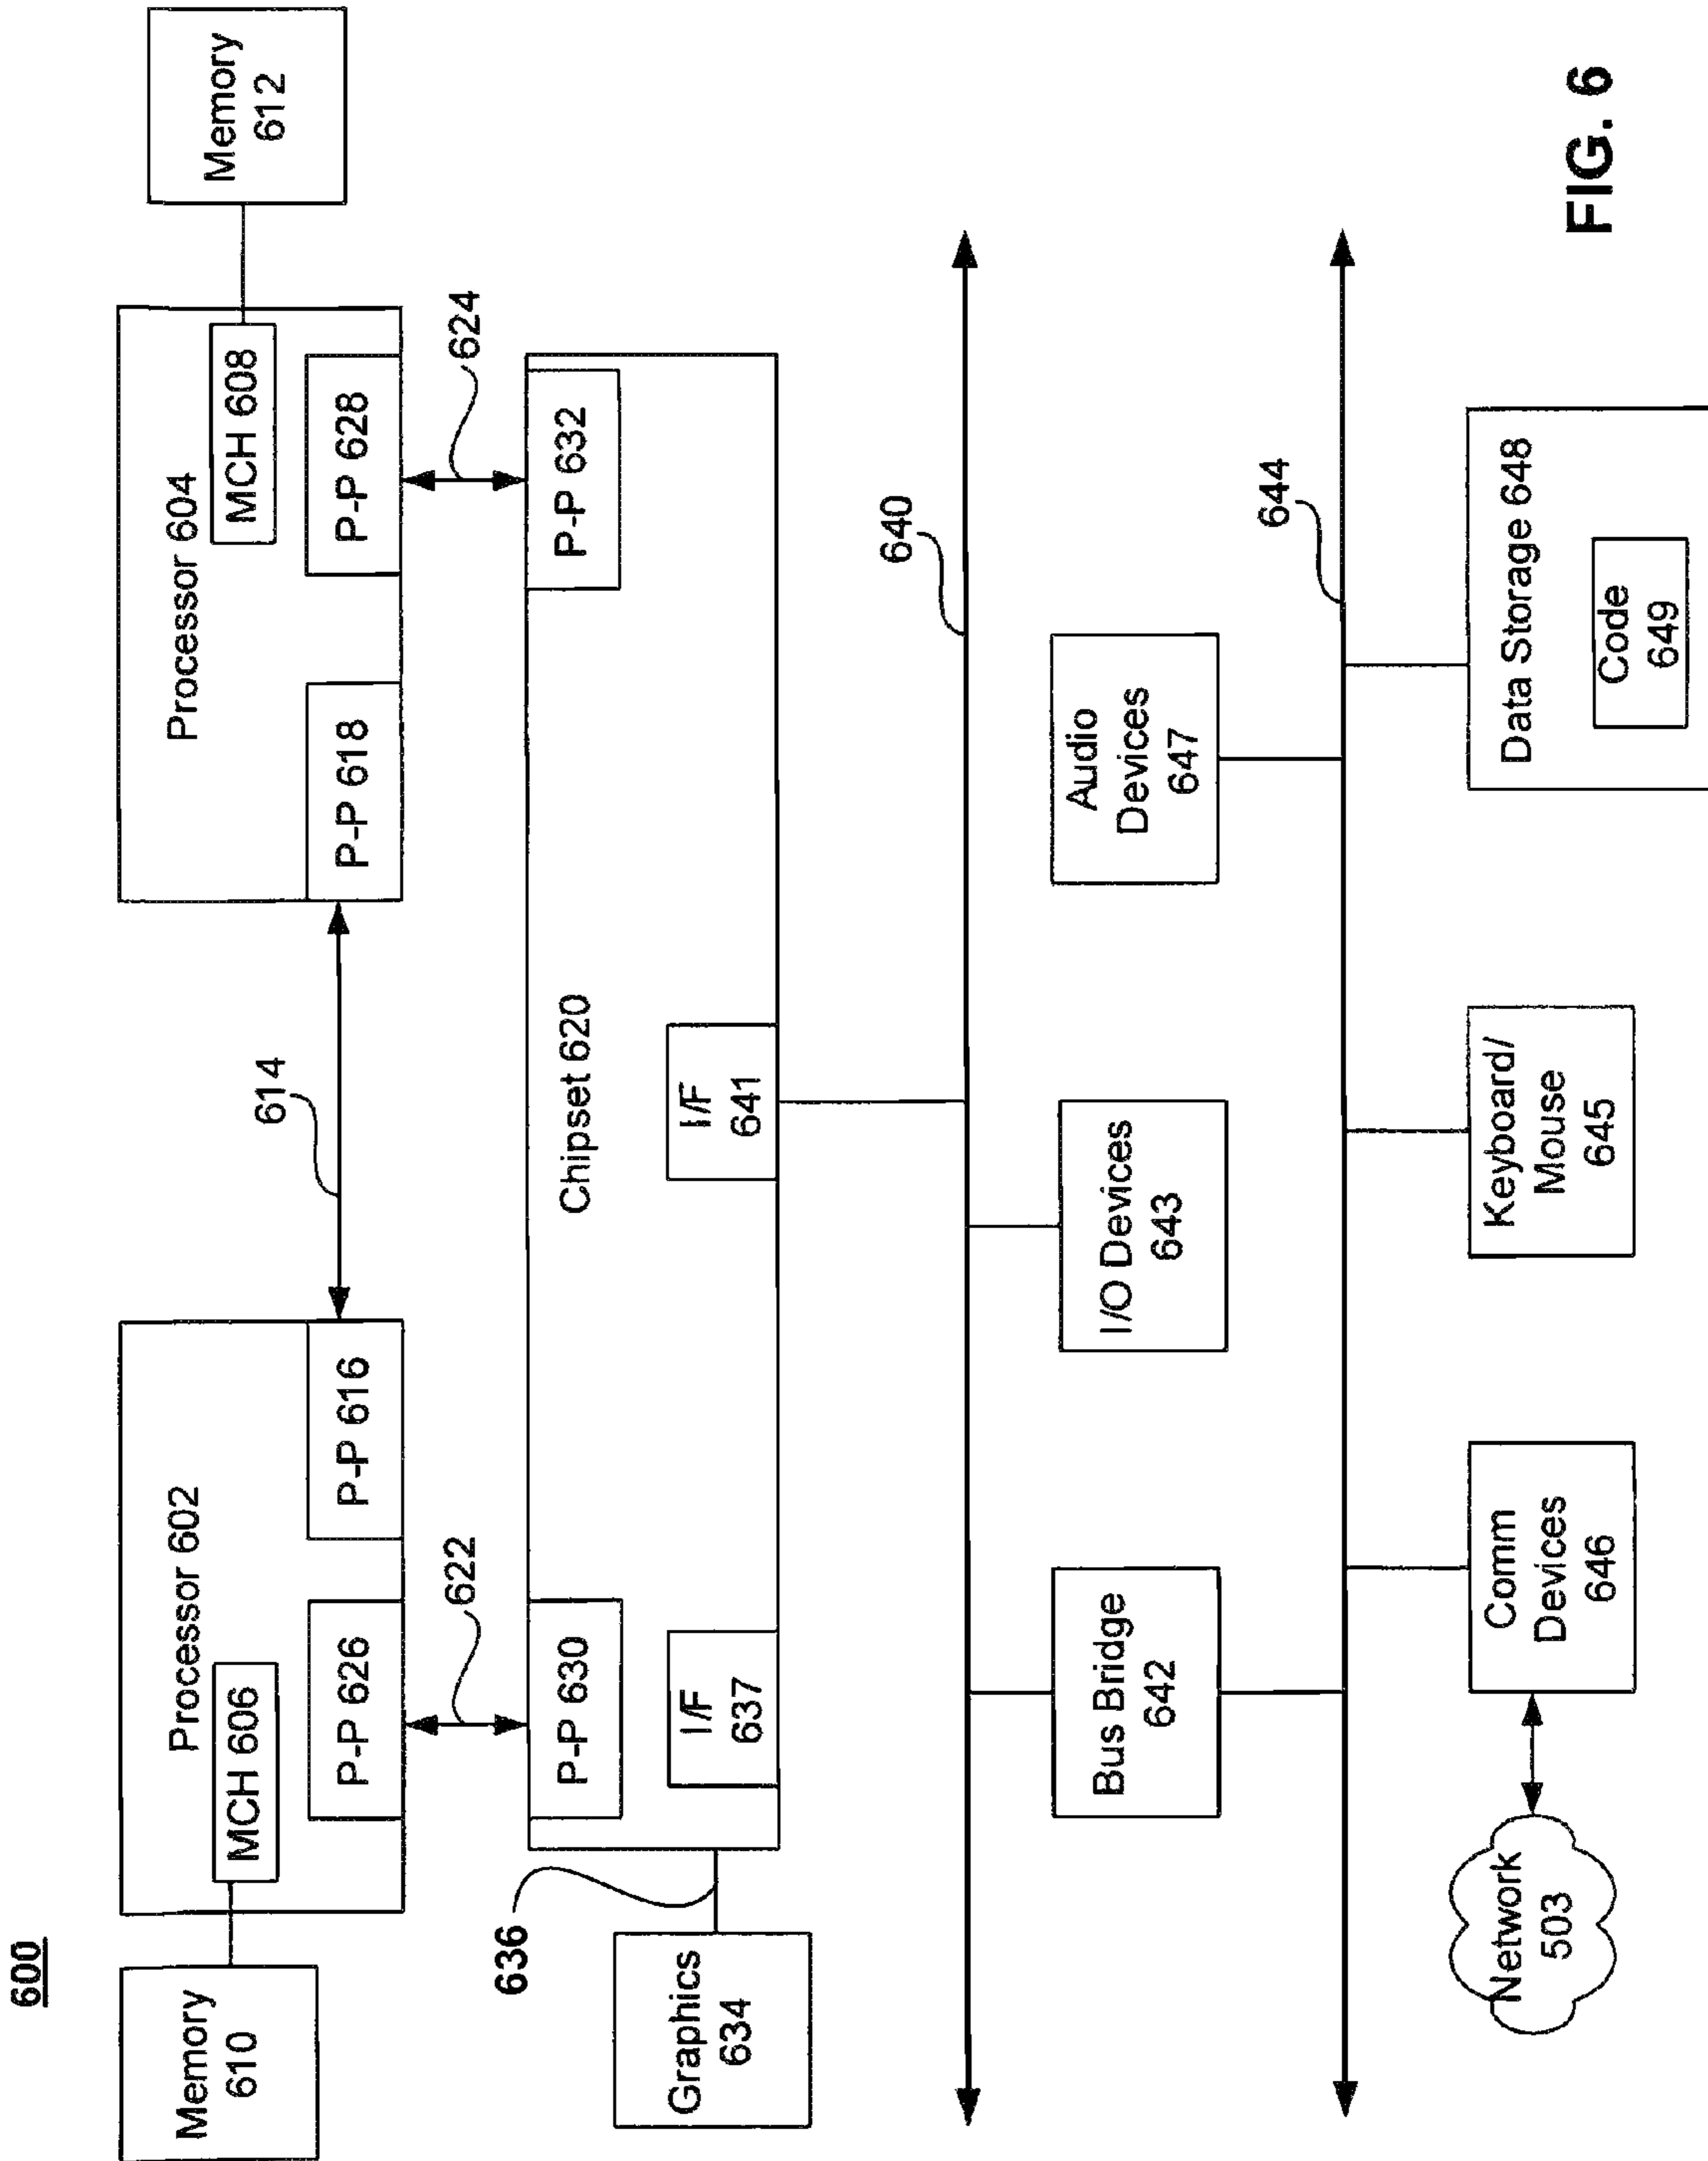 600
Memory
610
Processor 602
MCH 606
P-P 626
P-P 616
614
Processor 604
MCH 608
P-P 618
P-P 628
Memory
612
622
624
P-P 630
Chipset 620
P-P 632
I/F
637
I/F
641
636
Graphics
634
640
Bus Bridge
642
I/O Devices
643
Audio
Devices
647
644
Network
503
Comm
Devices
646
Keyboard/
Mouse
645
Data Storage 648
Code
649
FIG. 6